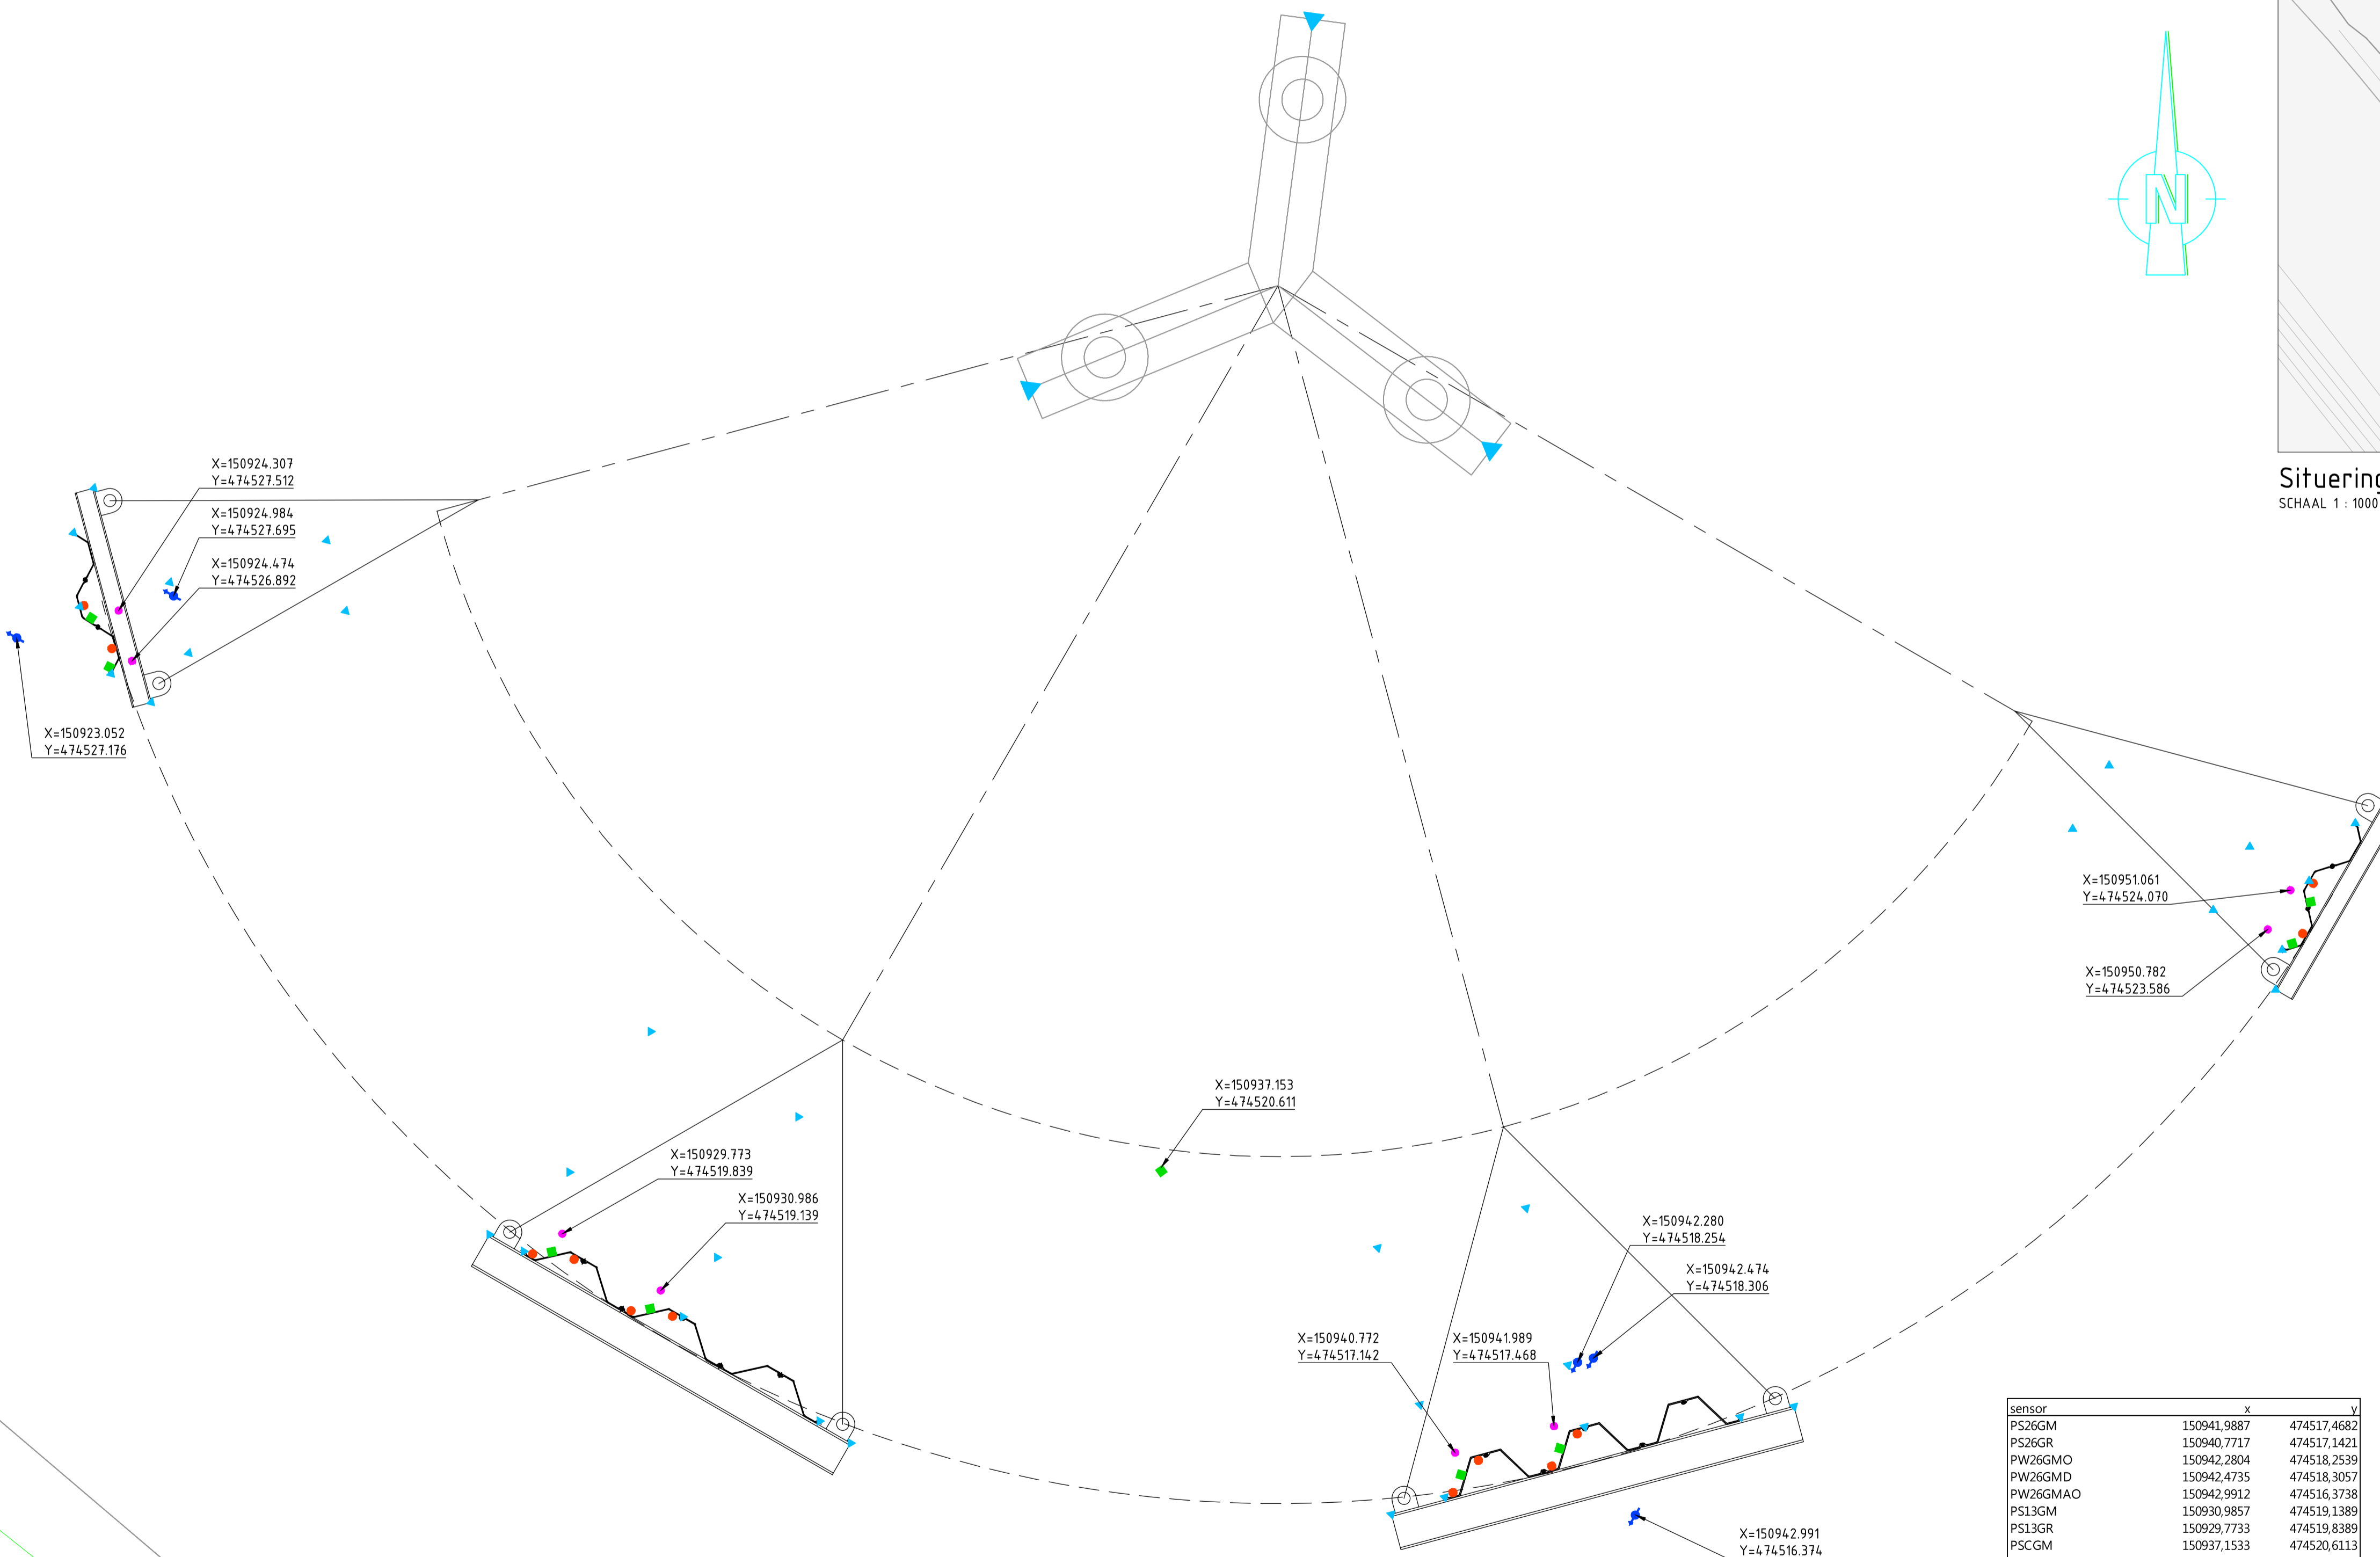 N
Situering
SCHAAL 1 : 1000
X=150924.307
Y=474527.512
X=150924.984
Y=474527.695
X=150924.474
Y=474526.892
X=150923.052
Y=474527.176
X=150951.061
Y=474524.070
X=150950.782
Y=474523.586
X=150937.153
Y=474520.611
X=150929.773
Y=474519.839
X=150930.986
Y=474519.139
X=150942.280
Y=474518.254
X=150942.474
Y=474518.306
X=150940.772
Y=474517.142
X=150941.989
Y=474517.468
X=150942.991
Y=474516.374
sensor x y
PS26GM 150941,9887 474517,4682
PS26GR 150940,7717 474517,1421
PW26GMO 150942,2804 474518,2539
PW26GMD 150942,4735 474518,3057
PW26GMAO 150942,9912 474516,3738
PS13GM 150930,9857 474519,1389
PS13GR 150929,7733 474519,8389
PSCGM 150937,1533 474520,6113